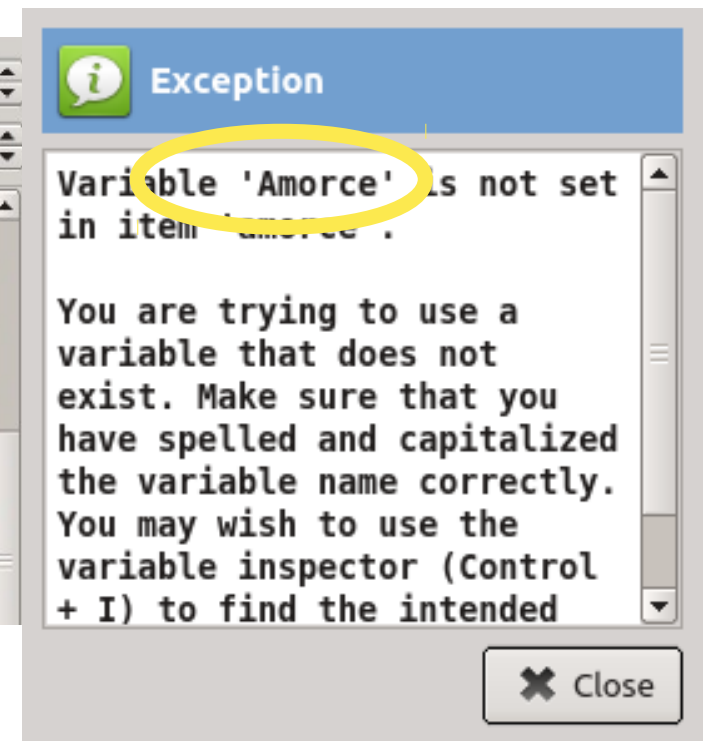 Exception
Variable 'Amorce' is not set
in item 'amorce'.
You are trying to use a
variable that does not
exist. Make sure that you
have spelled and capitalized
the variable name correctly.
You may wish to use the
variable inspector (Control
+ I) to find the intended
Close